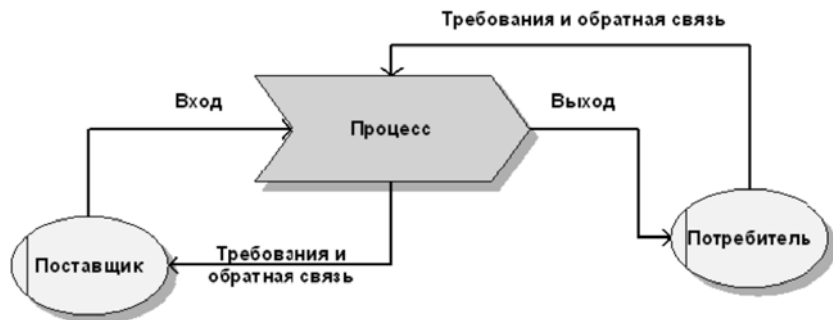 Требования и обратная связь
Вход
Выход
Процесс
Потребитель
Поставщик
Требования и
обратная связь